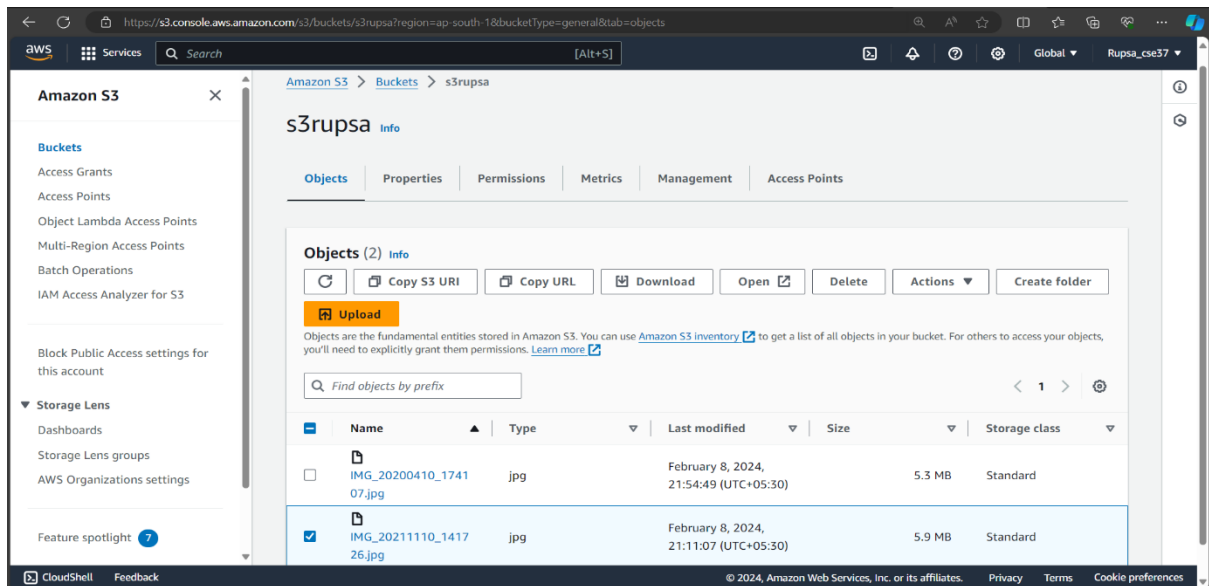 https://s3.console.aws.amazon.com/s3/buckets/s3rupsa?region=ap-south-1&bucketType=general&tab=objects
aws
Services
Search
[Alt+S]
Global
Rupsa_cse37
Amazon S3
Buckets
Access Grants
Access Points
Object Lambda Access Points
Multi-Region Access Points
Batch Operations
IAM Access Analyzer for S3
Block Public Access settings for
this account
Storage Lens
Dashboards
Storage Lens groups
AWS Organizations settings
Feature spotlight 7
Amazon S3 > Buckets > s3rupsa
s3rupsa Info
Objects Properties Permissions Metrics Management Access Points
Objects (2) Info
Copy S3 URI Copy URL Download Open Delete Actions Create folder
Upload
Objects are the fundamental entities stored in Amazon S3. You can use Amazon S3 inventory to get a list of all objects in your bucket. For others to access your objects,
you'll need to explicitly grant them permissions. Learn more
Find objects by prefix
< 1 >
Name Type Last modified Size Storage class
IMG_20200410_1741
07.jpg
jpg
February 8, 2024,
21:54:49 (UTC+05:30)
5.3 MB
Standard
IMG_20211110_1417
26.jpg
jpg
February 8, 2024,
21:11:07 (UTC+05:30)
5.9 MB
Standard
CloudShell Feedback © 2024, Amazon Web Services, Inc. or its affiliates. Privacy Terms Cookie preferences